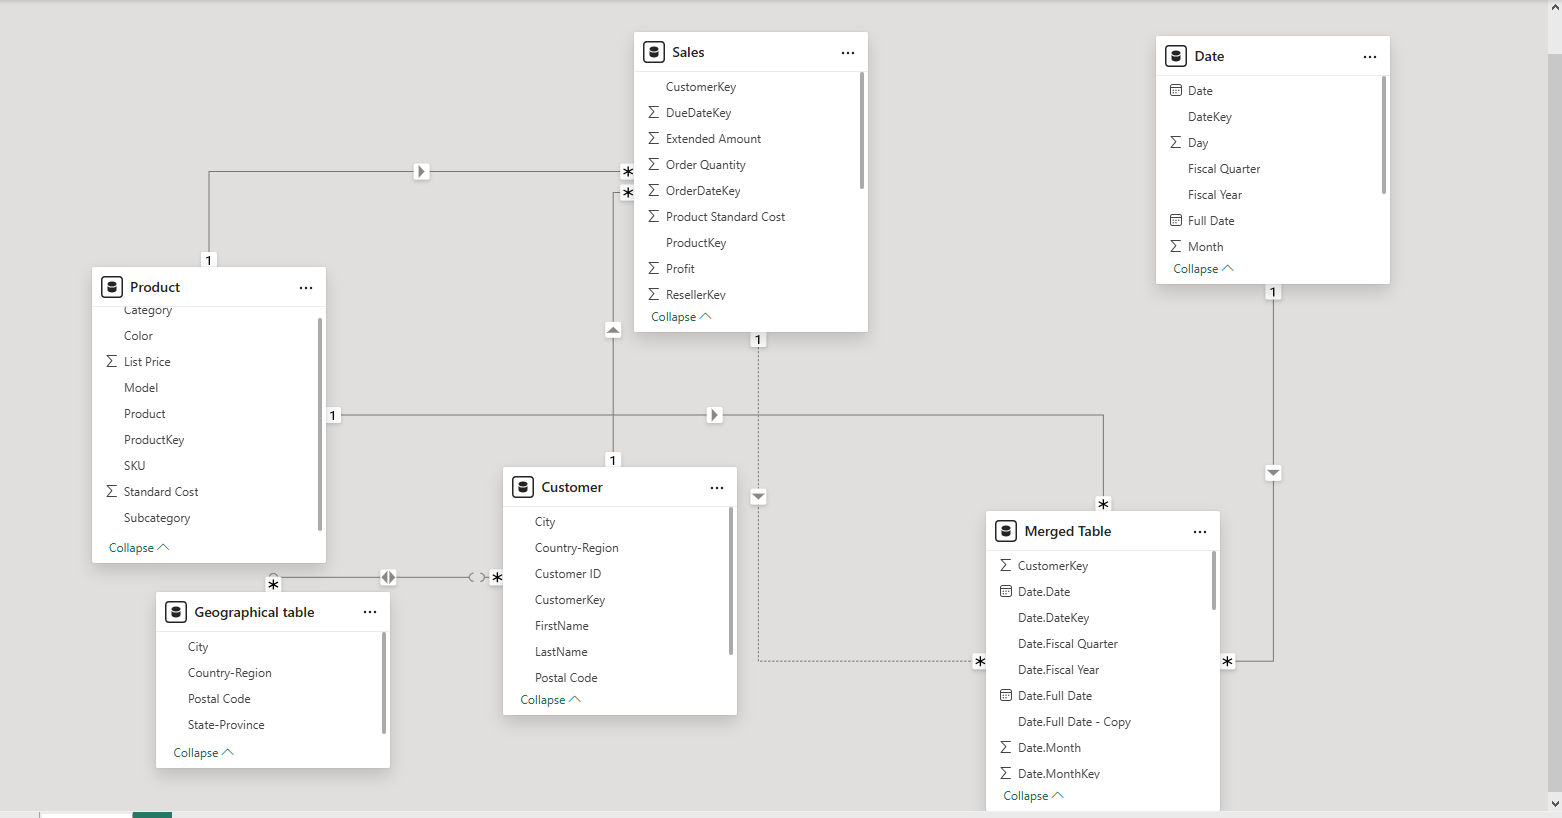 Sales
CustomerKey
DueDateKey
Extended Amount
Order Quantity
OrderDateKey
Product Standard Cost
ProductKey
Profit
ResellerKey
Collapse
Date
Date
DateKey
Day
Fiscal Quarter
Fiscal Year
Full Date
Month
Collapse
*
*
1
1
1
Product
Category
Color
List Price
Model
Product
ProductKey
SKU
Standard Cost
Subcategory
Collapse
1
1
Customer
City
Country-Region
Customer ID
CustomerKey
FirstName
LastName
Postal Code
Collapse
*
*
Geographical table
City
Country-Region
Postal Code
State-Province
Collapse
*
Merged Table
CustomerKey
Date.Date
Date.DateKey
Date.Fiscal Quarter
Date.Fiscal Year
Date.Full Date
Date.Full Date - Copy
Date.Month
Date.MonthKey
Collapse
*
*